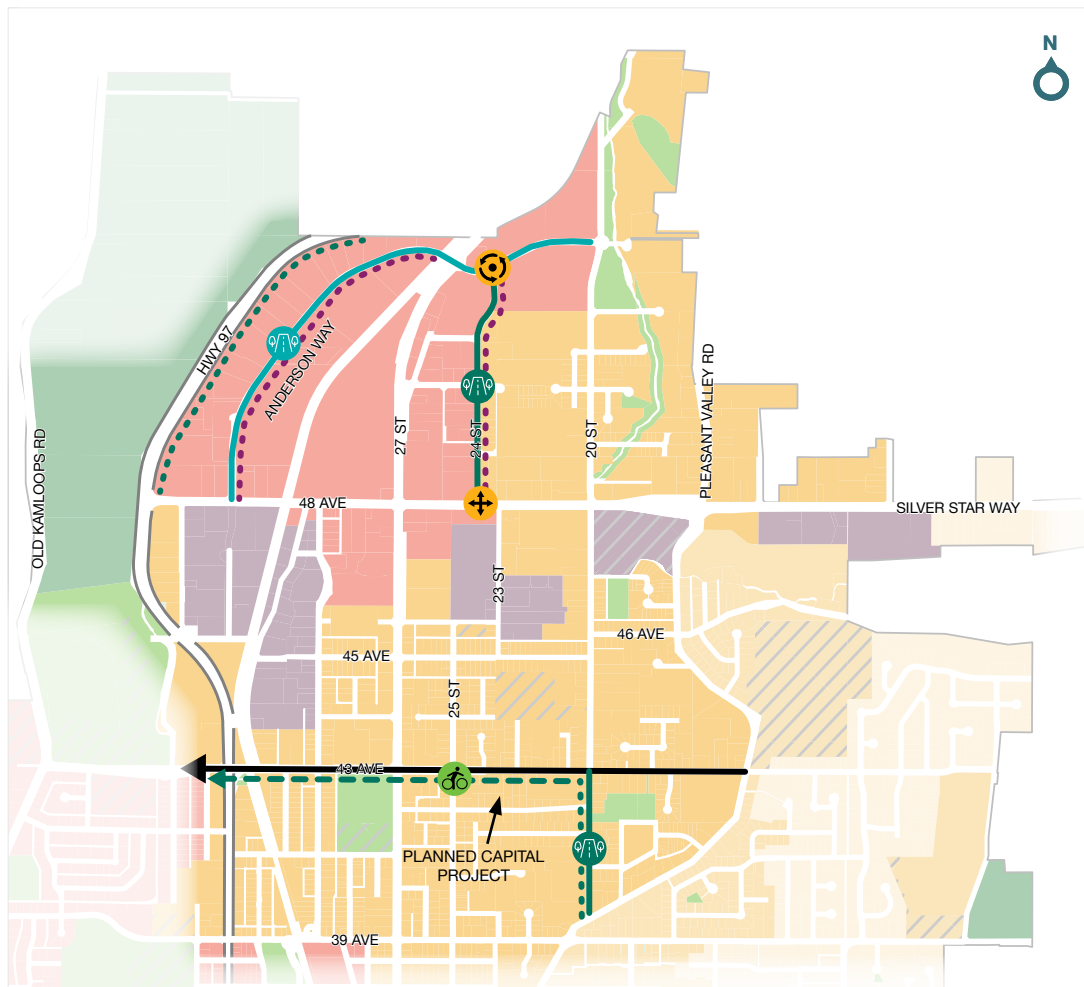 N
HWY 97
ANDERSON WAY
PLEASANT VALLEY RD
27 ST
24 ST
20 ST
OLD KAMLOOPS RD
48 AVE
SILVER STAR WAY
23 ST
46 AVE
45 AVE
25 ST
43 AVE
PLANNED CAPITAL
PROJECT
39 AVE